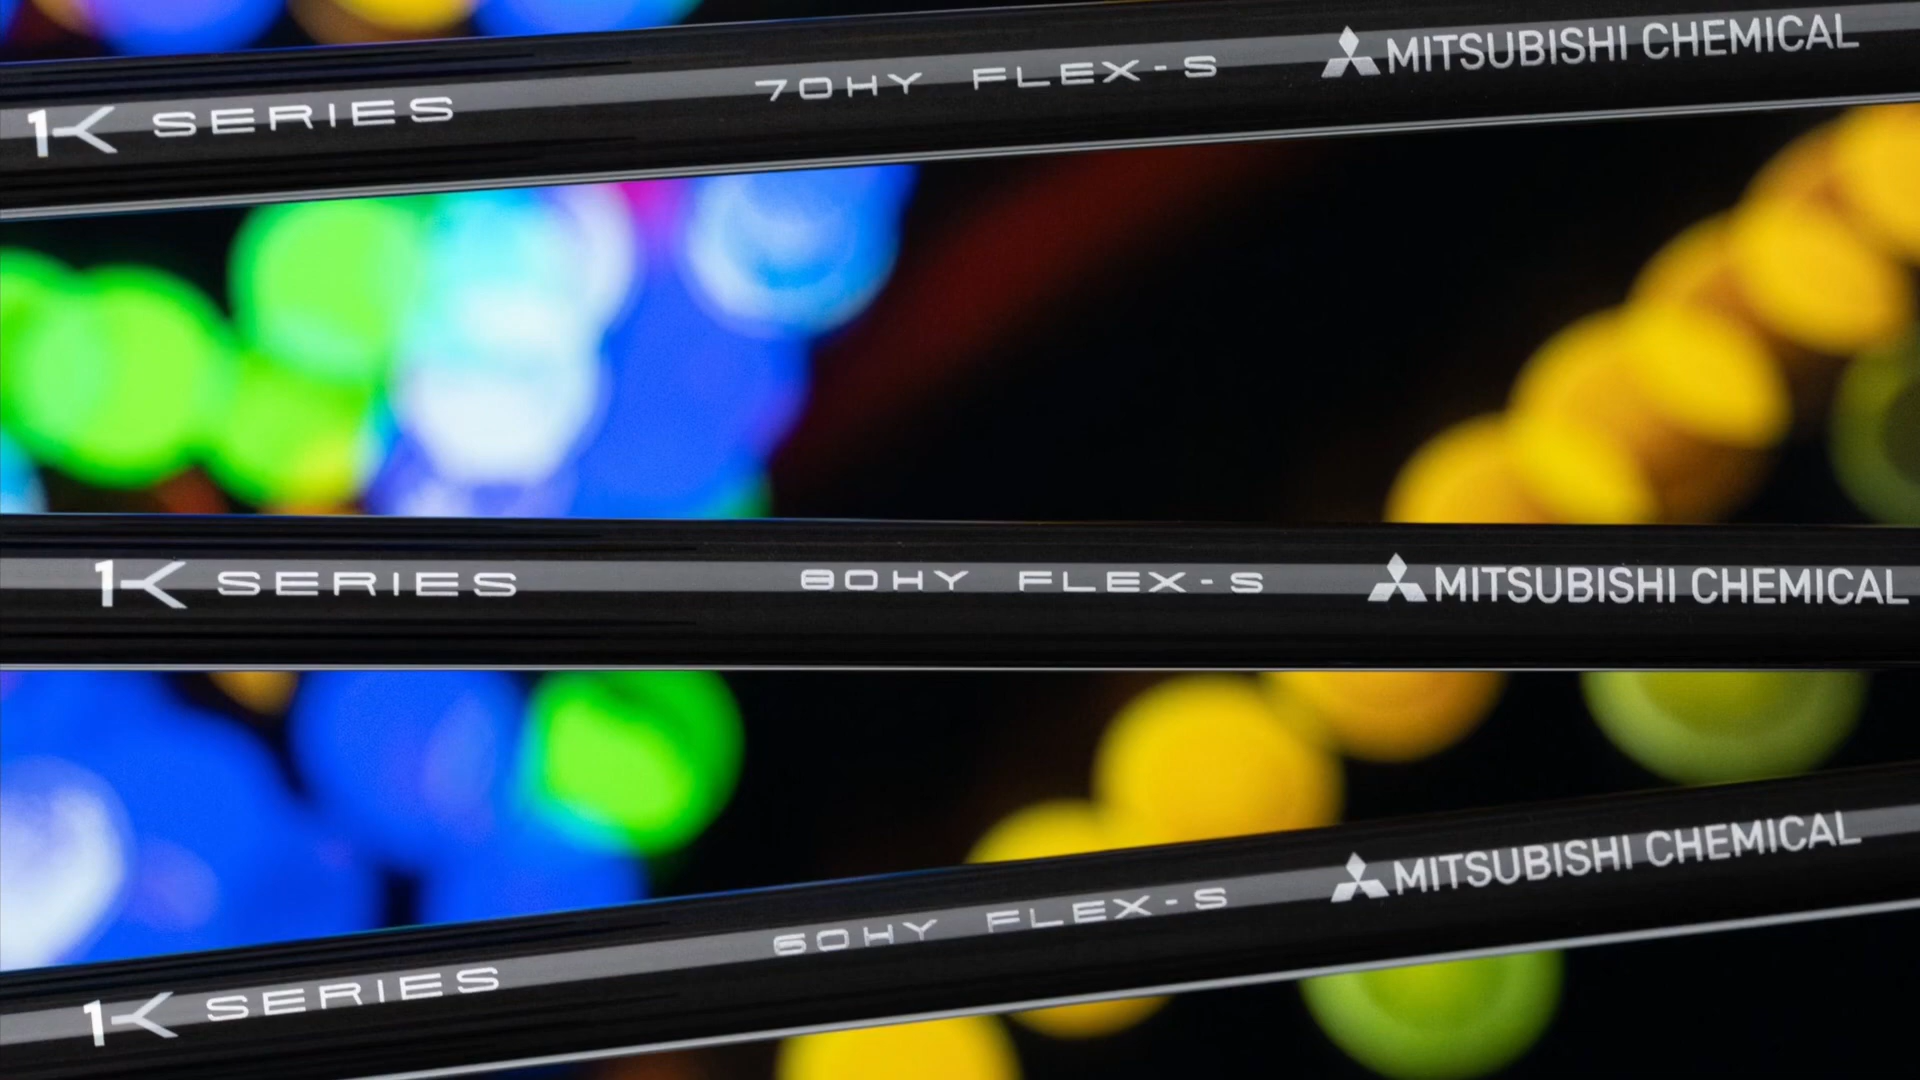 1K SERIES 70HY FLEX-S MITSUBISHI CHEMICAL
1K SERIES 80HY FLEX-S MITSUBISHI CHEMICAL
1K SERIES 60HY FLEX-S MITSUBISHI CHEMICAL